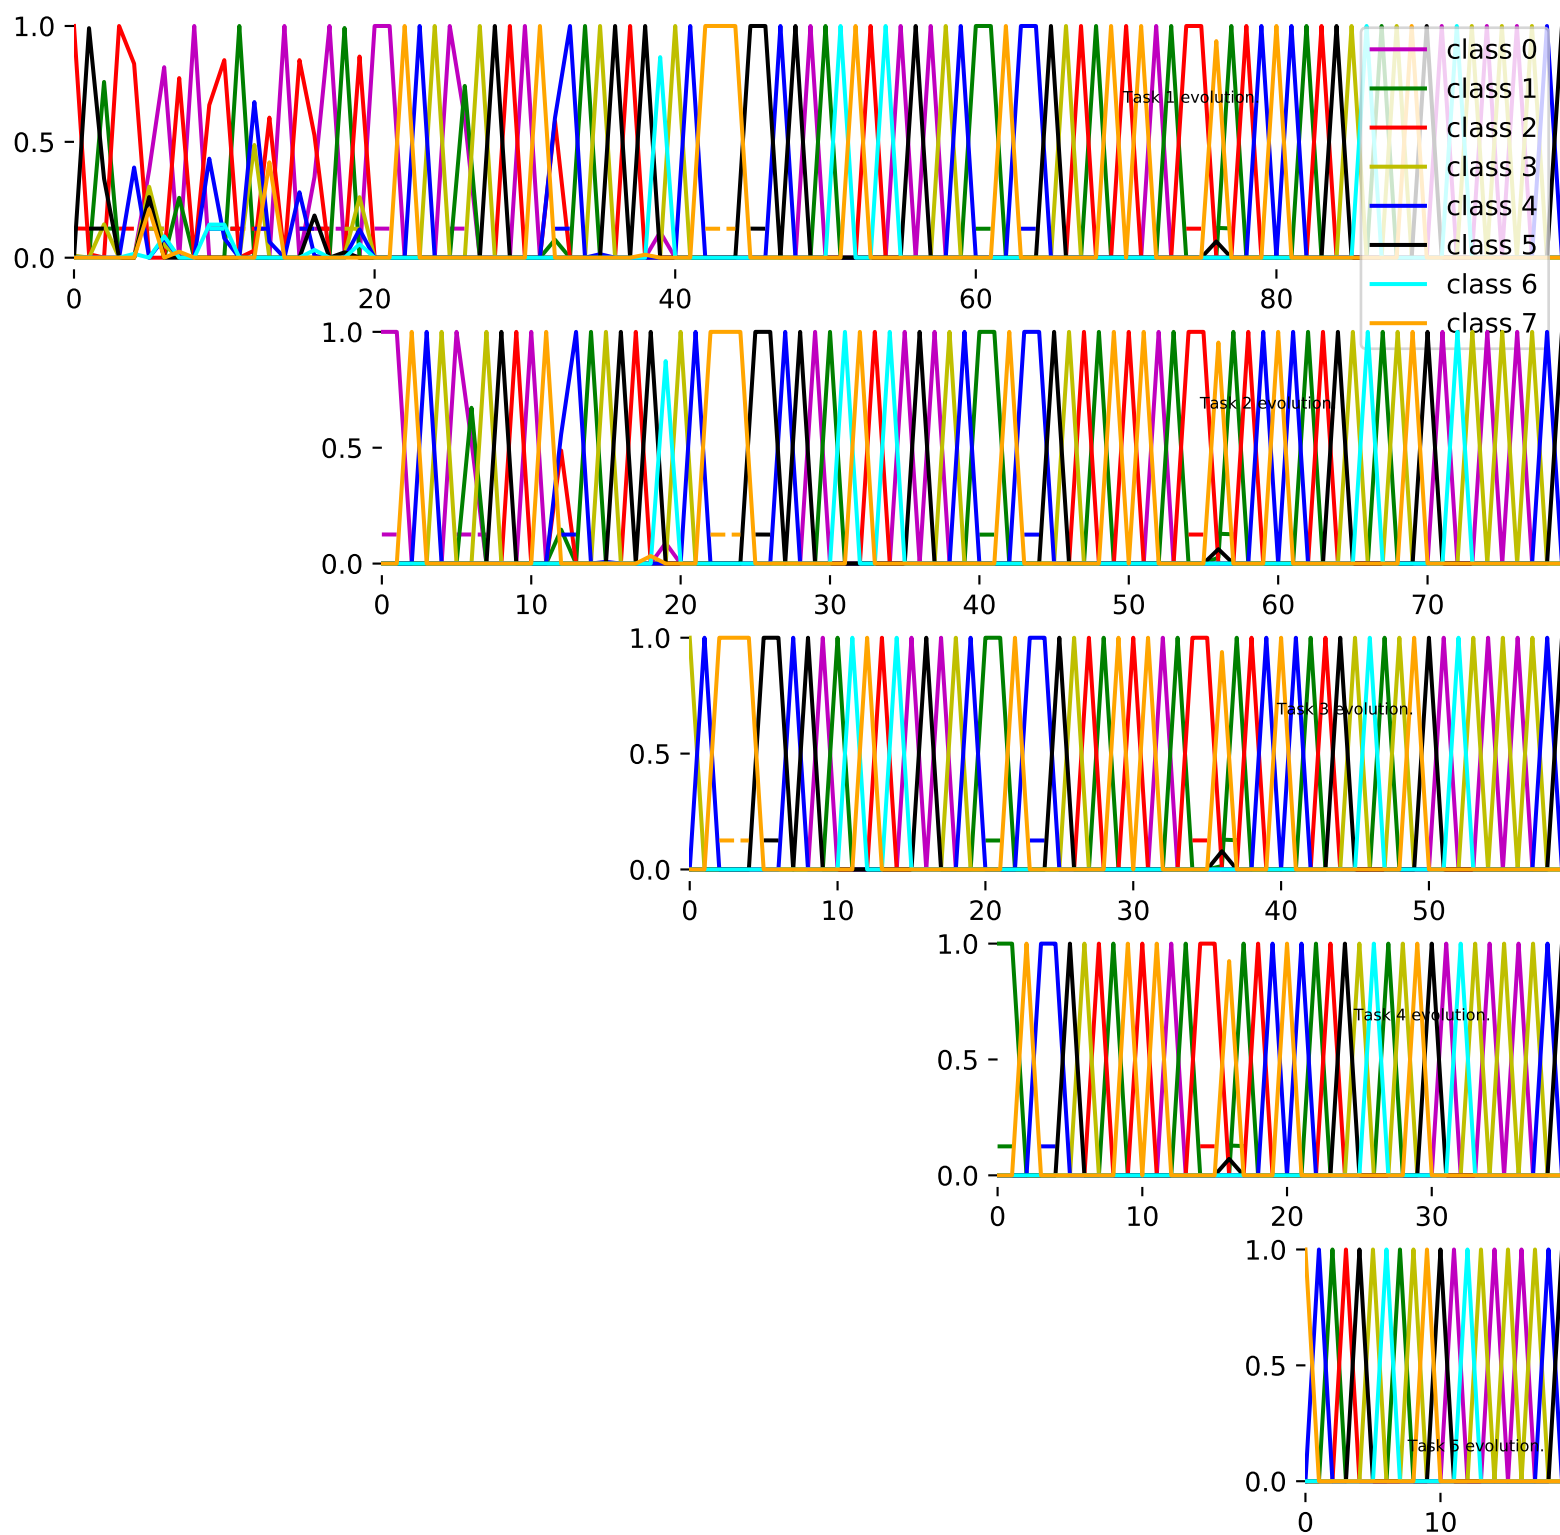 1.0
class 0
class 1
Task 1 evolution.
class 2
0.5
class 3
class 4
class 5
0.0
class 6
0 20 40 60 80
class 7
1.0
Task 2 evolution.
0.5
0.0
0 10 20 30 40 50 60 70
1.0
Task 3 evolution.
0.5
0.0
0 10 20 30 40 50
1.0
Task 4 evolution.
0.5
0.0
0 10 20 30
1.0
0.5
Task 5 evolution.
0.0
0 10